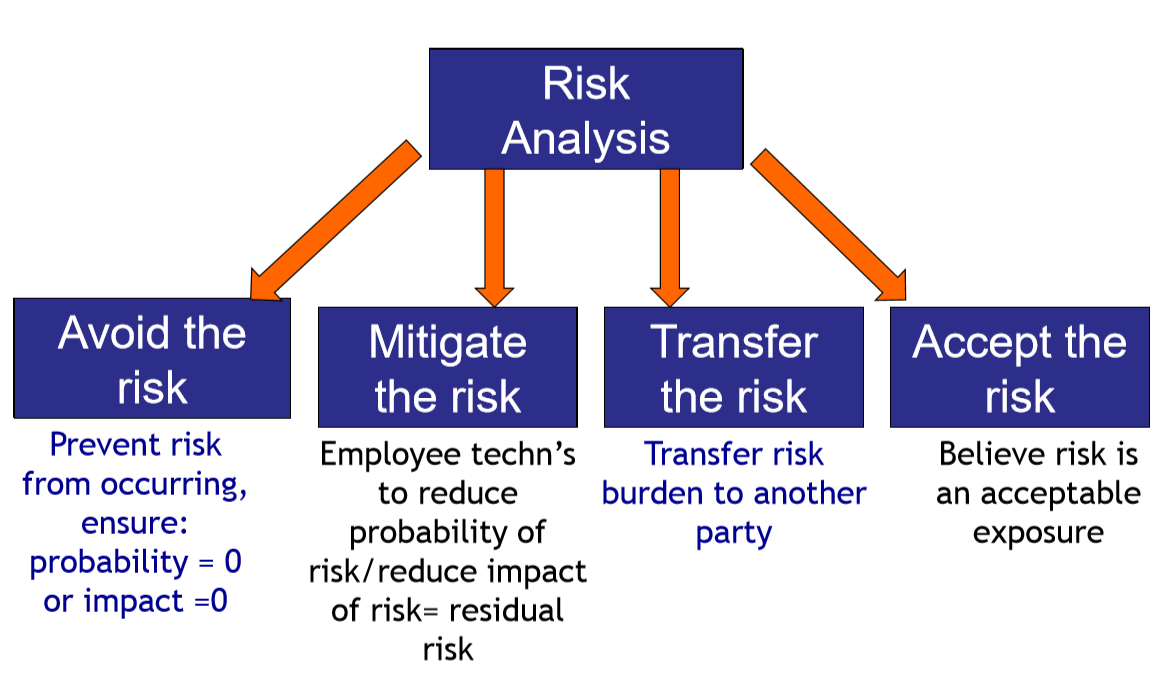 Risk
Analysis
Avoid the
risk
Prevent risk
from occurring,
ensure:
probability = 0
or impact =0
Mitigate
the risk
Employee techn’s
to reduce
probability of
risk/reduce impact
of risk= residual
risk
Transfer
the risk
Transfer risk
burden to another
party
Accept the
risk
Believe risk is
an acceptable
exposure